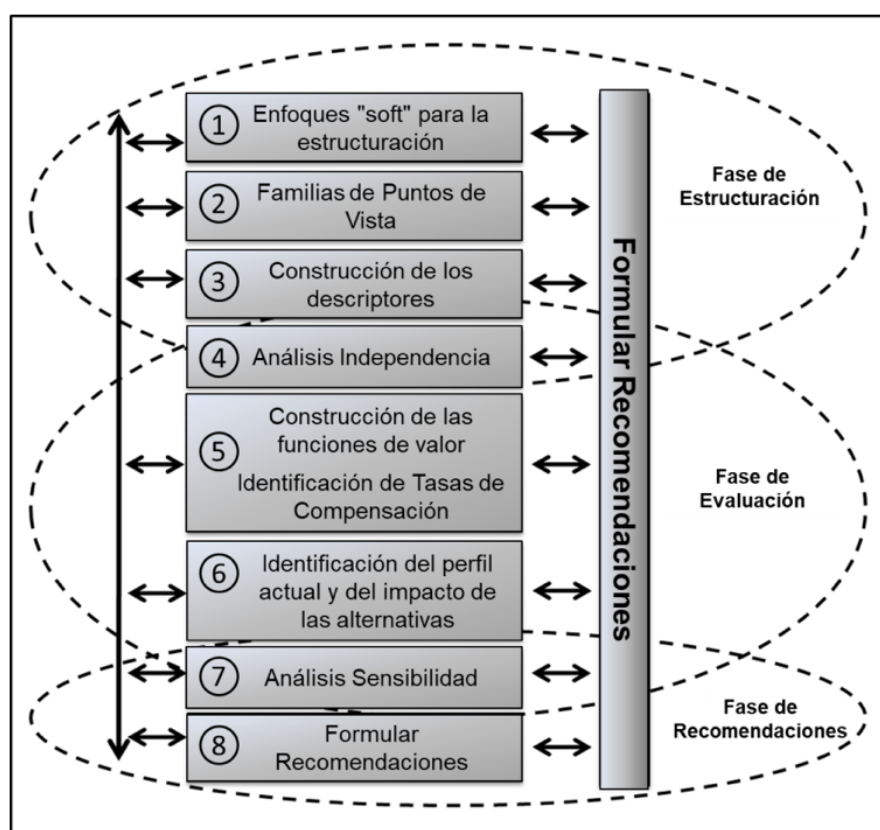 1
Enfoques "soft" para la
estructuración
2
Familias de Puntos de
Vista
3
Construcción de los
descriptores
4
Análisis Independencia
5
Construcción de las
funciones de valor
Identificación de Tasas de
Compensación
6
Identificación del perfil
actual y del impacto de
las alternativas
7
Análisis Sensibilidad
8
Formular
Recomendaciones
Formular Recomendaciones
Fase de
Estructuración
Fase de
Evaluación
Fase de
Recomendaciones